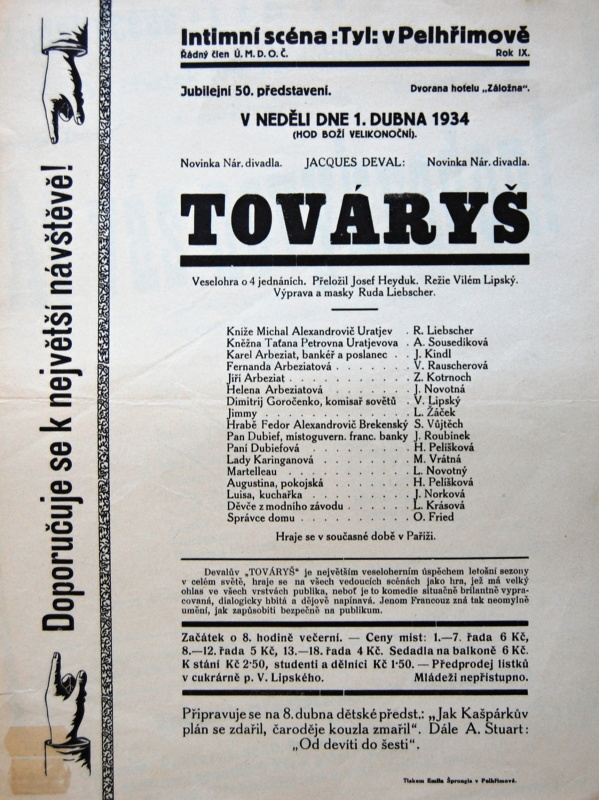 Doporučuje se k největší návštěvě!
Intimní scéna :Tyl: v Pelhřimově
Řádný člen Ú. M. D. O. Č. Rok IX.
Jubilejní 50. představení. Dvorana hotelu „Záložna“.
V NEDĚLI DNE 1. DUBNA 1934
(HOD BOŽÍ VELIKONOČNÍ).
Novinka Nár. divadla. JACQUES DEVAL: Novinka Nár. divadla.
TOVÁRYŠ
Veselohra o 4 jednáních. Přeložil Josef Heyduk. Režie Vilém Lipský.
Výprava a masky Ruda Liebscher.
Kníže Michal Alexandrovič Uratjev . R. Liebscher
Kněžna Taťana Petrovna Uratjevova . A. Sousedíková
Karel Arbeziat, bankéř a poslanec . . J. Kindl
Fernanda Arbeziatová . . . . . . V. Rauscherová
Jiří Arbeziat . . . . . . . . . Z. Kotrnoch
Helena Arbeziatová . . . . . . . J. Novotná
Dimitrij Goročenko, komisař sovětů . V. Lipský
Jimmy . . . . . . . . . . . . L. Žáček
Hrabě Fedor Alexandrovič Brekenský S. Vůjtěch
Pan Dubief, místoguvern. franc. banky J. Roubínek
Paní Dubiefová . . . . . . . . H. Pelíšková
Lady Karinganová . . . . . . . M. Vrátná
Martelleau . . . . . . . . . . L. Novotný
Augustina, pokojská . . . . . . . H. Pelíšková
Luisa, kuchařka . . . . . . . . J. Norková
Děvče z modního závodu . . . . . L. Krásová
Správce domu . . . . . . . . . O. Fried
Hraje se v současné době v Paříži.
Devalův „TOVÁRYŠ“ je největším veseloherním úspěchem letošní sezony
v celém světě, hraje se na všech vedoucích scénách jako hra, jež má velký
ohlas ve všech vrstvách publika, neboť je to komedie situačně brilantně vypra-
covaná, dialogicky hbitá a dějově napínavá. Jenom Francouz zná tak neomylně
umění, jak zapůsobiti bezpečně na publikum.
Začátek o 8. hodině večerní. — Ceny míst: 1.—7. řada 6 Kč,
8.—12. řada 5 Kč, 13.—18. řada 4 Kč. Sedadla na balkoně 6 Kč.
K stání Kč 2·50, studenti a dělníci Kč 1·50. — Předprodej lístků
v cukrárně p. V. Lipského. Mládeži nepřístupno.
Připravuje se na 8. dubna dětské předst.: „Jak Kašpárkův
plán se zdařil, čaroděje kouzla zmařil“. Dále A. Stuart:
„Od devíti do šesti“.
Tiskem Emila Šprongla v Pelhřimově.